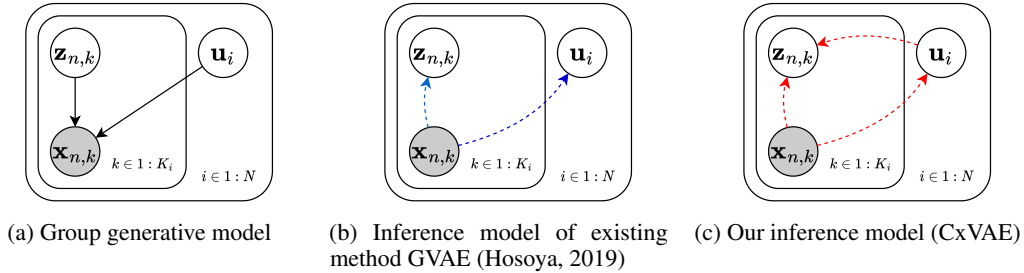 z_{n,k} u_i
x_{n,k} k ∈ 1 : K_i i ∈ 1 : N
(a) Group generative model
z_{n,k} u_i
x_{n,k} k ∈ 1 : K_i i ∈ 1 : N
(b) Inference model of existing
method GVAE (Hosoya, 2019)
z_{n,k} u_i
x_{n,k} k ∈ 1 : K_i i ∈ 1 : N
(c) Our inference model (CxVAE)